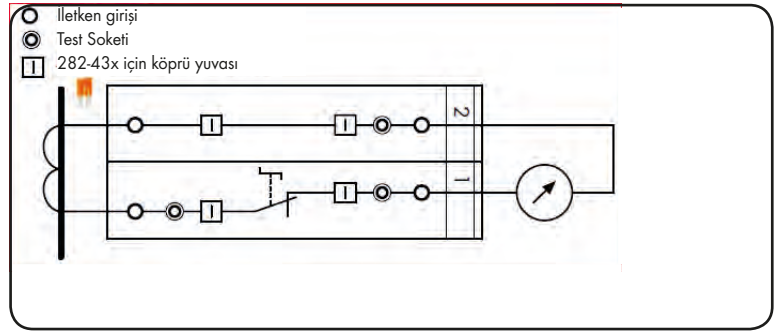 İletken girişi
Test Soketi
282-43x için köprü yuvası
2
1